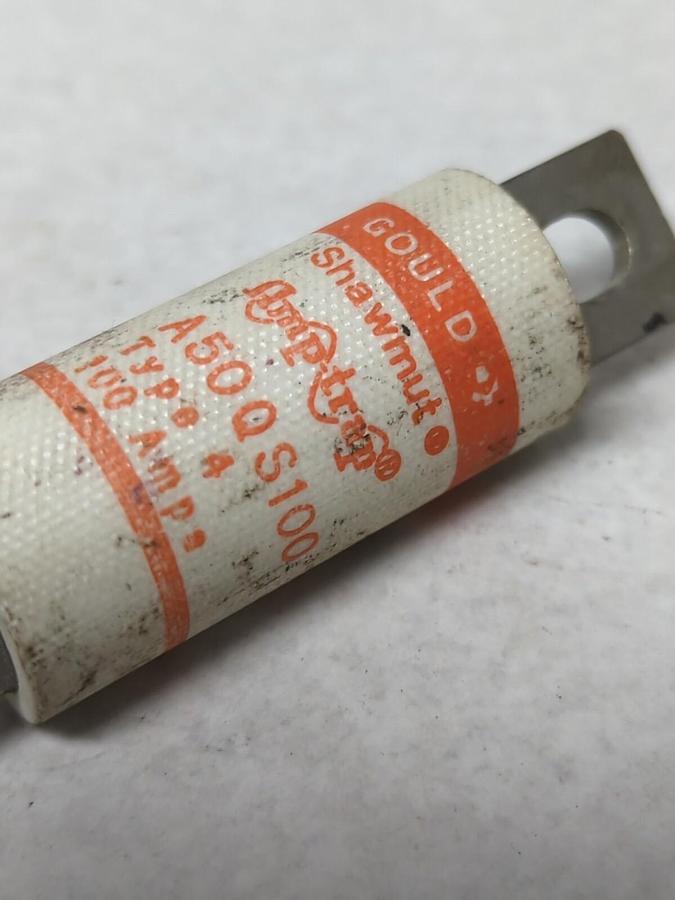 GOULD
Shawmut®
Amp-trap®
A50QS100
Type 4
100 Amps